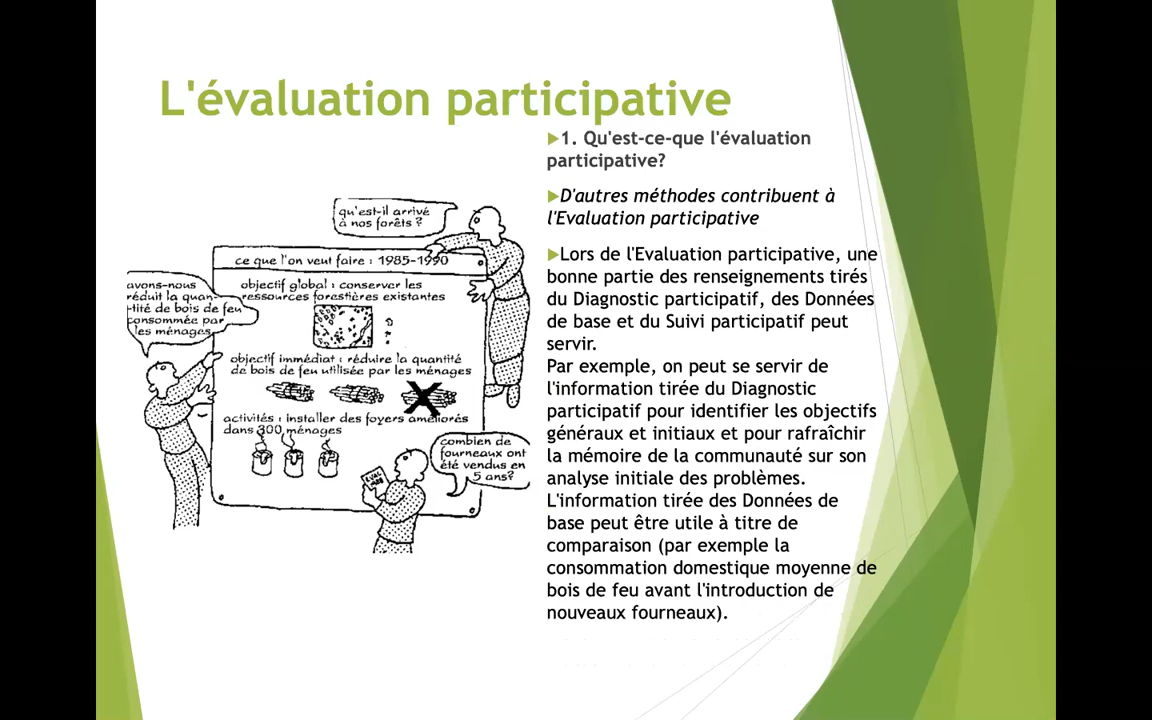 L'évaluation participative
1. Qu'est-ce-que l'évaluation
participative?
D'autres méthodes contribuent à
l'Evaluation participative
Lors de l'Evaluation participative, une
bonne partie des renseignements tirés
du Diagnostic participatif, des Données
de base et du Suivi participatif peut
servir.
Par exemple, on peut se servir de
l'information tirée du Diagnostic
participatif pour identifier les objectifs
généraux et initiaux et pour rafraîchir
la mémoire de la communauté sur son
analyse initiale des problèmes.
L'information tirée des Données de
base peut être utile à titre de
comparaison (par exemple la
consommation domestique moyenne de
bois de feu avant l'introduction de
nouveaux fourneaux).
qu'est-il arrivé
à nos forêts ?
ce que l'on veut faire : 1985-1990
avons-nous
réduit la quan-
-tité de bois de feu
consommée par
les ménages
objectif global : conserver les
ressources forestières existantes
objectif immédiat : réduire la quantité
de bois de feu utilisée par les ménages
activités : installer des foyers améliorés
dans 300 ménages
combien de
fourneaux ont
été vendus en
5 ans?